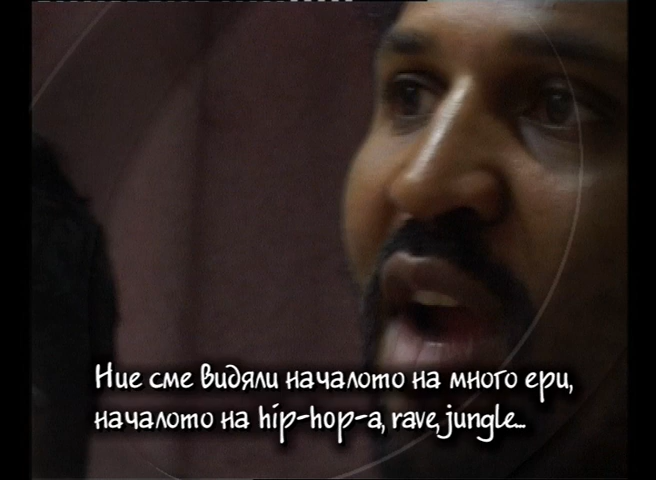 Ние сме видяли началото на много ери,
началото на hip-hop-а, rave, jungle...